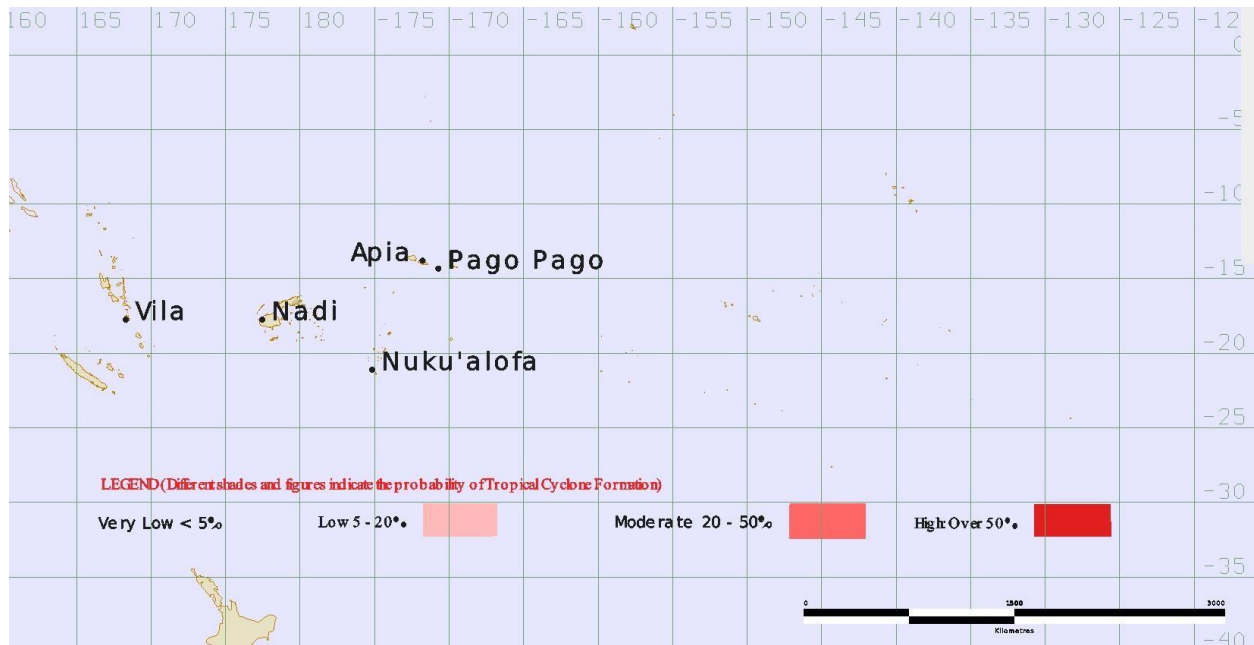 160 165 170 175 180 -175 -170 -165 -160 -155 -150 -145 -140 -135 -130 -125 -12
0
-5
-10
Apia
Pago Pago
-15
Vila
Nadi
-20
Nuku'alofa
-25
LEGEND(Different shades and figures indicate the probability of Tropical Cyclone Formation)
-30
Very Low < 5%
Low 5 - 20%
Moderate 20 - 50%
High: Over 50%
-35
0 1500 3000
Kilometres
-40